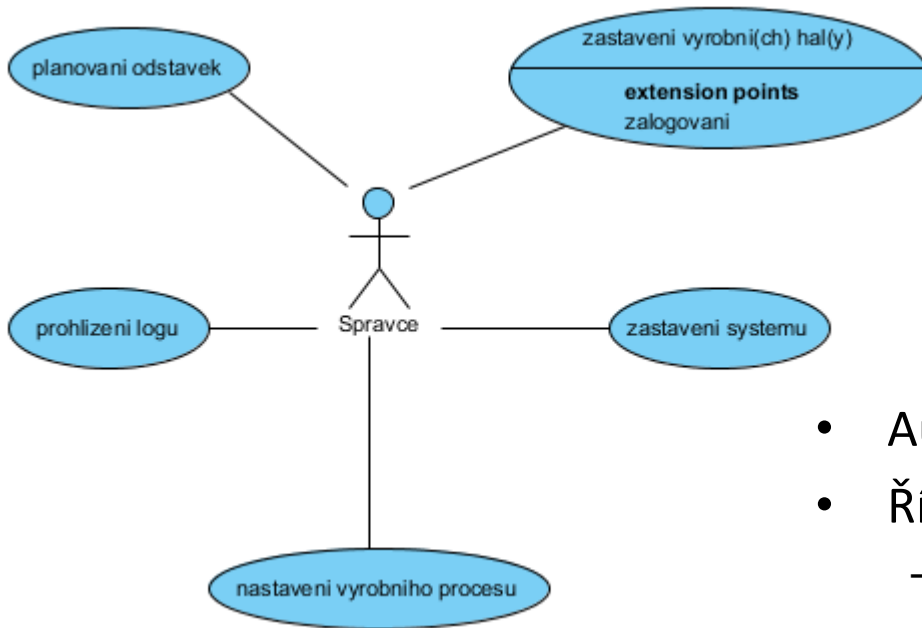 planovani odstavek
zastaveni vyrobni(ch) hal(y)
extension points
zalogovani
prohlizeni logu
Spravce
zastaveni systemu
nastaveni vyrobniho procesu